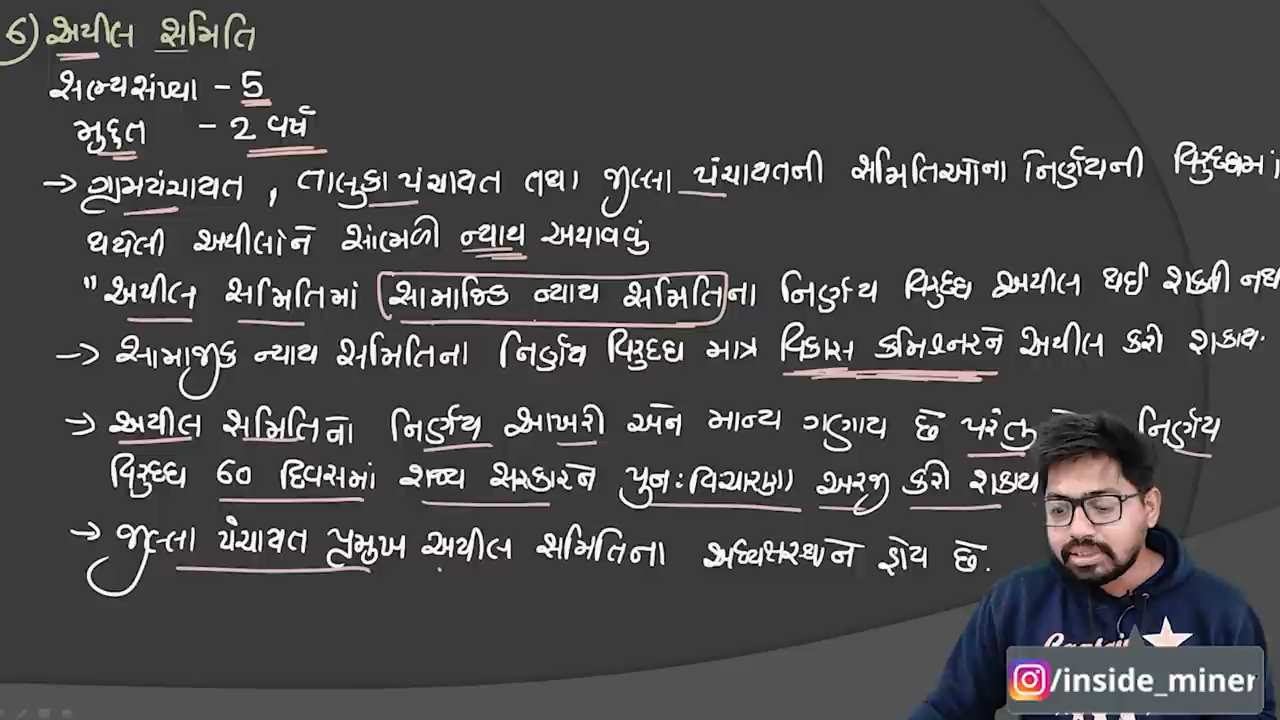 6) અપીલ સમિતિ
સભ્યસંખ્યા - 5
મુદ્દત - 2 વર્ષ
→ ગ્રામપંચાયત , તાલુકા પંચાયત તથા જીલ્લા પંચાયતની સમિતિઓના નિર્ણયની વિરુદ્ધમાં
થયેલી અપીલોને સાંભળી ન્યાય અપાવવું
" અપીલ સમિતિમાં સામાજિક ન્યાય સમિતિના નિર્ણય વિરુદ્ધ અપીલ થઈ શકતી
→ સામાજીક ન્યાય સમિતિના નિર્ણય વિરુદ્ધ માત્ર વિકાસ કમિશ્નરને અપીલ કરી શકાય.
→ અપીલ સમિતિનો નિર્ણય આખરી અને માન્ય ગણાય છે પરંતુ નિર્ણય
વિરુદ્ધ 60 દિવસમાં રાજ્ય સરકારને પુન:વિચારણા અરજી કરી શકાય
→ જીલ્લા પંચાયત પ્રમુખ અપીલ સમિતિના અધ્યક્ષસ્થાને હોય છે.
/inside_miner